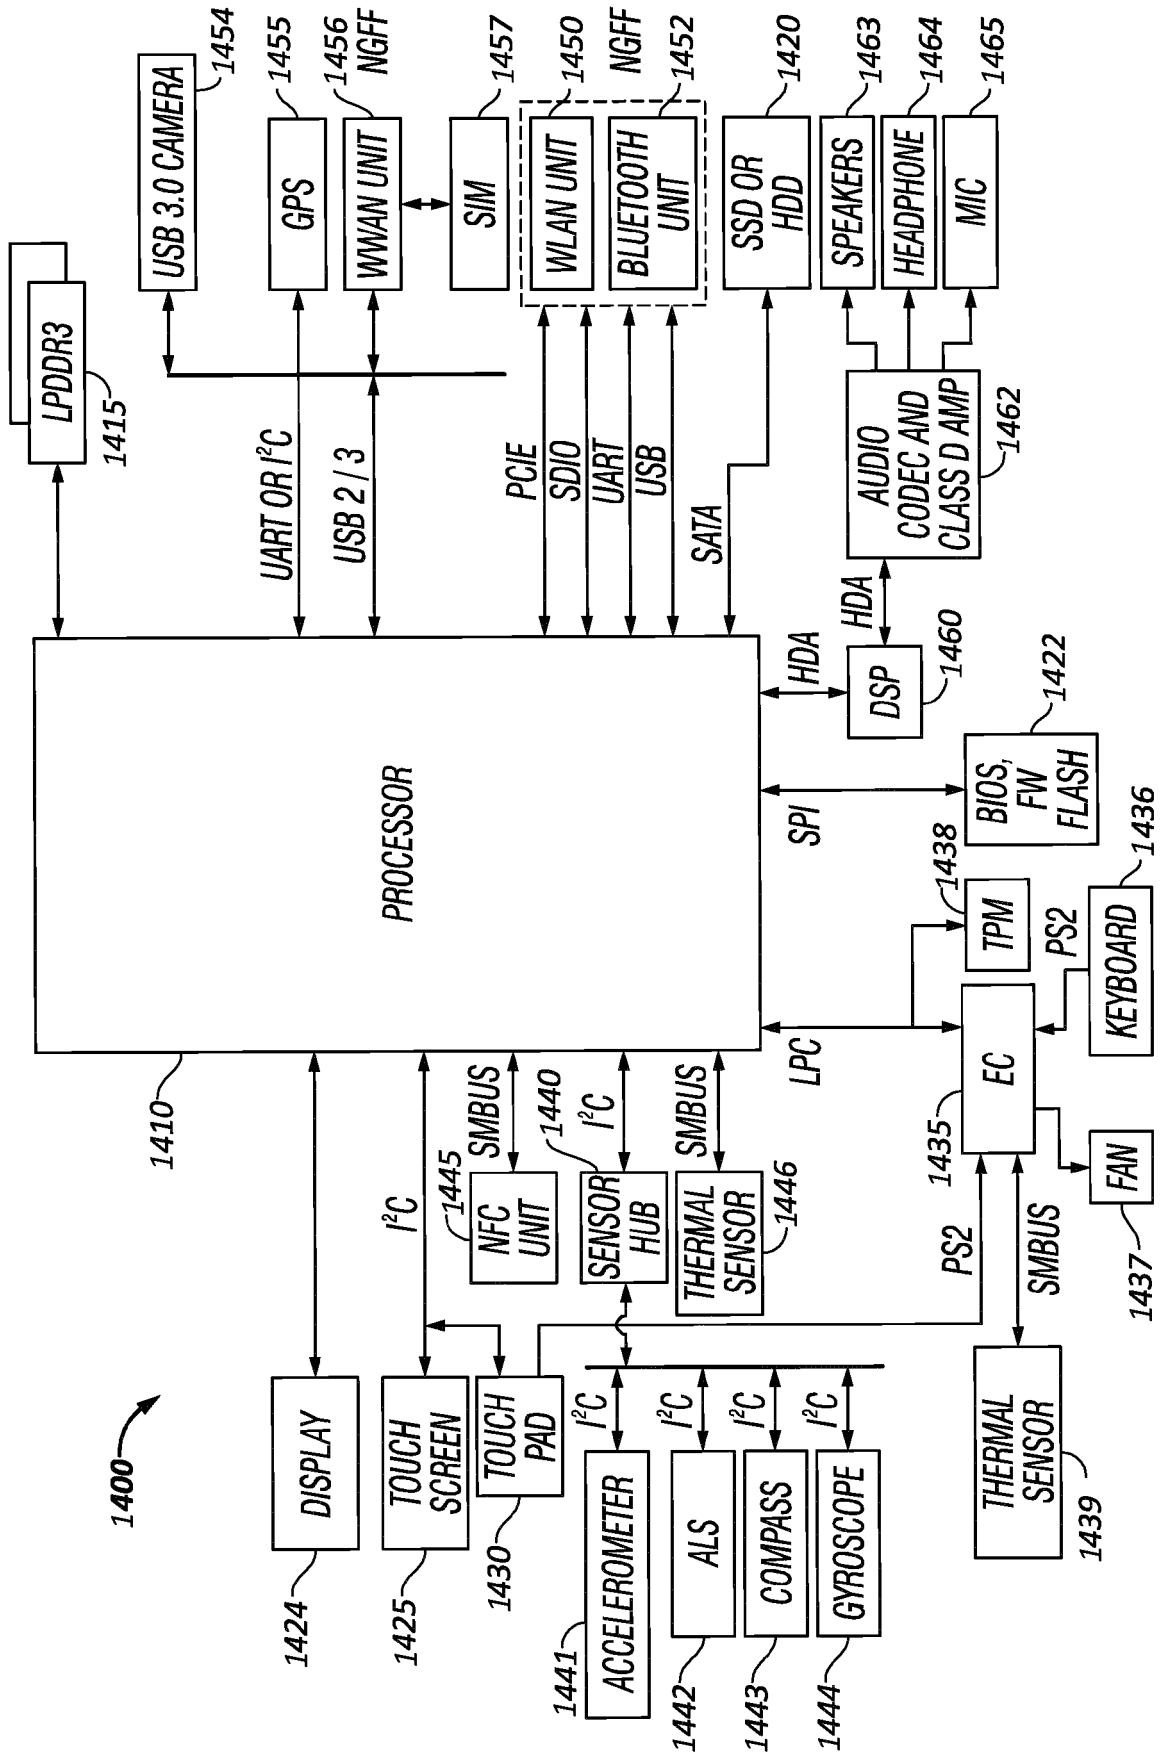 1400
LPDDR3
1415
USB 3.0 CAMERA
1454
GPS
1455
WWAN UNIT
1456
NGFF
SIM
1457
WLAN UNIT
1450
BLUETOOTH
UNIT
1452
NGFF
SSD OR
HDD
1420
SPEAKERS
1463
HEADPHONE
1464
MIC
1465
UART OR I²C
USB 2 / 3
PCIE
SDIO
UART
USB
SATA
AUDIO
CODEC AND
CLASS D AMP
1462
HDA
HDA
DSP
1460
PROCESSOR
1410
SPI
BIOS,
FW
FLASH
1422
LPC
TPM
1438
EC
1435
PS2
KEYBOARD
1436
FAN
1437
DISPLAY
1424
TOUCH
SCREEN
1425
I²C
TOUCH
PAD
1430
SMBUS
NFC
UNIT
1445
I²C
SENSOR
HUB
1440
SMBUS
THERMAL
SENSOR
1446
PS2
SMBUS
THERMAL
SENSOR
1439
I²C
ACCELEROMETER
1441
I²C
ALS
1442
I²C
COMPASS
1443
I²C
GYROSCOPE
1444